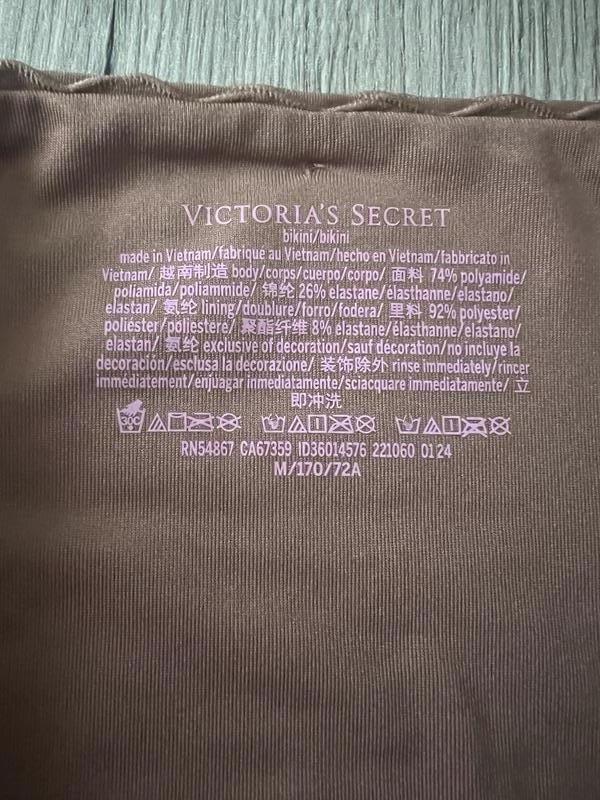 VICTORIA'S SECRET
bikini/bikini
made in Vietnam/fabriqué au Vietnam/hecho en Vietnam/fabbricato in
Vietnam/ 越南制造 body/corps/cuerpo/corpo/ 面料 74% polyamide/
poliamida/poliammide/ 锦纶 26% elastane/élasthanne/elastano/
elastan/ 氨纶 lining/doublure/forro/fodera/ 里料 92% polyester/
poliéster/poliestere/ 聚酯纤维 8% elastane/élasthanne/elastano/
elastan/ 氨纶 exclusive of decoration/sauf décoration/no incluye la
decoración/esclusa la decorazione/ 装饰除外 rinse immediately/rincer
immédiatement/enjuagar inmediatamente/sciacquare immediatamente/ 立
即冲洗
30C
RN54867 CA67359 ID36014576 221060 01 24
M/170/72A